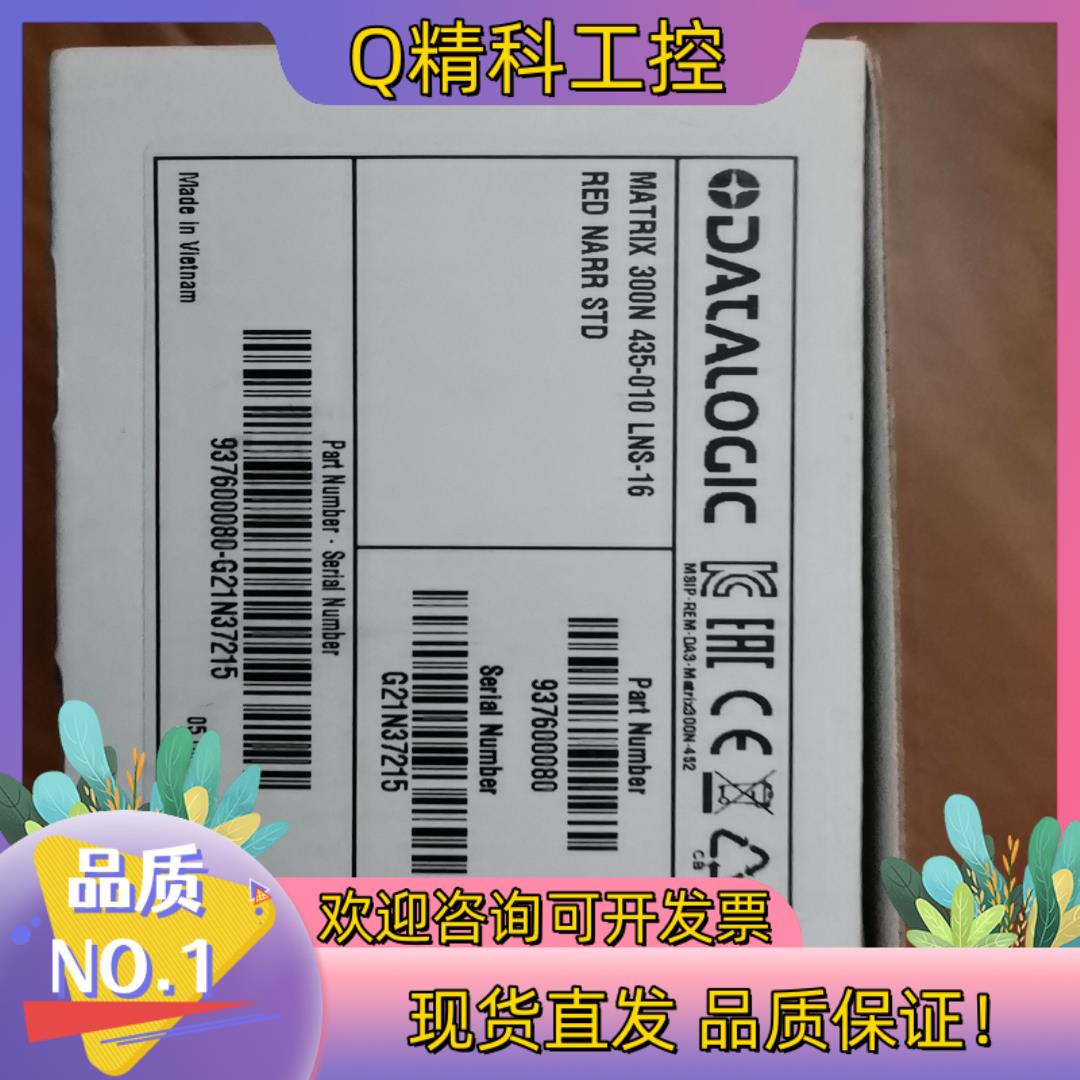 Q精科工控
DATALOGIC
MSIP-REM-DA3-Matrix300N-452
MATRIX 300N 435-010 LNS-16
RED NARR STD
Part Number
937600080
Serial Number
G21N37215
Part Number - Serial Number
937600080-G21N37215
Made in Vietnam
05
品质
NO.1
欢迎咨询可开发票
现货直发 品质保证!